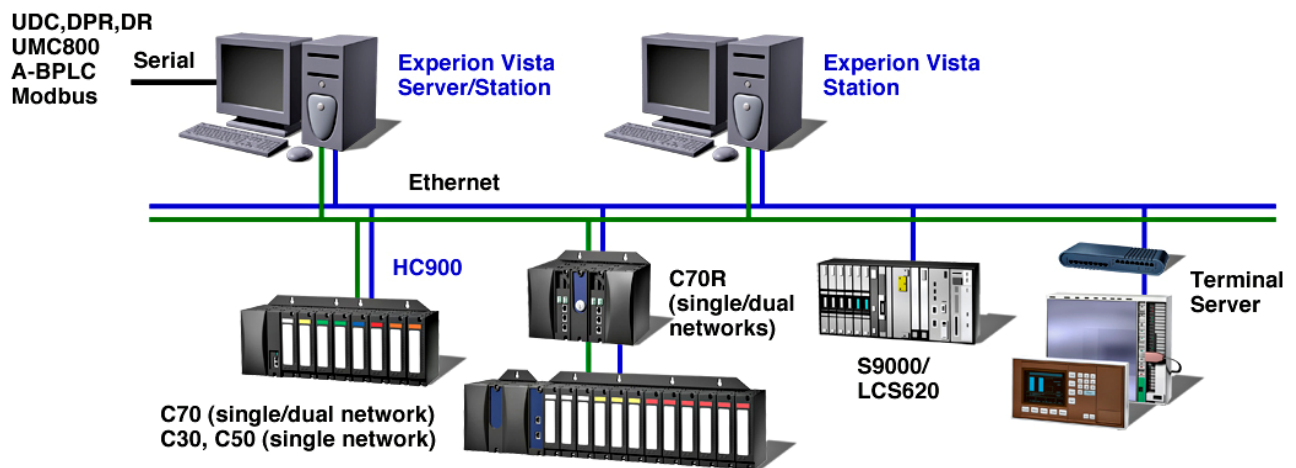 UDC,DPR,DR
UMC800
A-BPLC
Modbus
Serial
Experion Vista
Server/Station
Experion Vista
Station
Ethernet
HC900
C70R
(single/dual
networks)
Terminal
Server
S9000/
LCS620
C70 (single/dual network)
C30, C50 (single network)